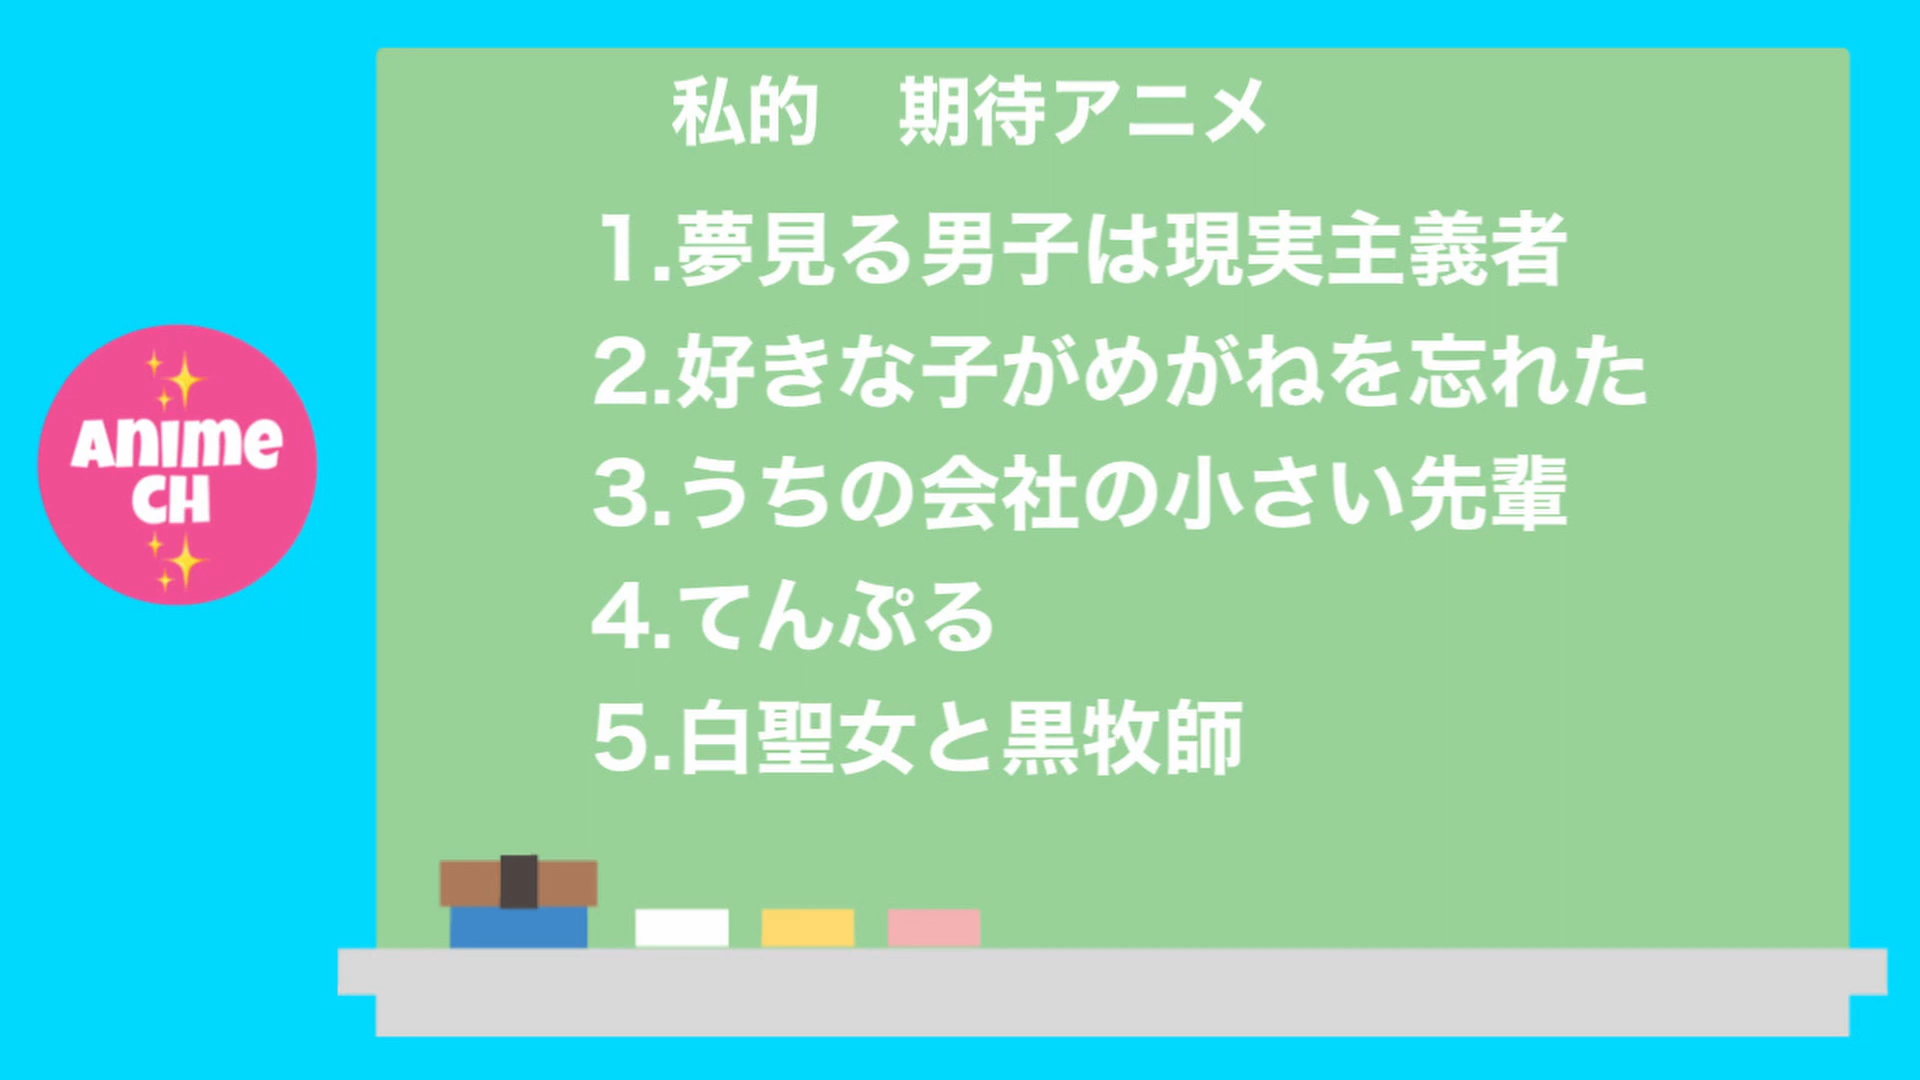 私的　期待アニメ
1.夢見る男子は現実主義者
2.好きな子がめがねを忘れた
3.うちの会社の小さい先輩
4.てんぷる
5.白聖女と黒牧師
Anime
CH